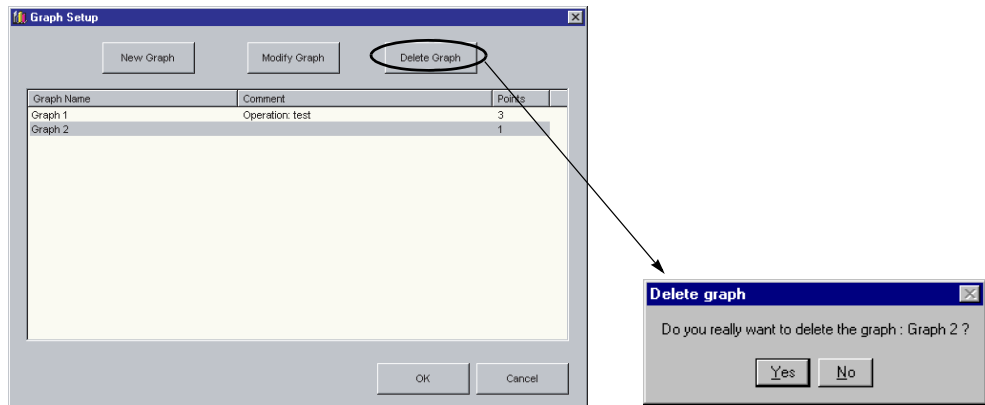 Graph Setup
New Graph Modify Graph Delete Graph
Graph Name Comment Points
Graph 1 Operation: test 3
Graph 2 1
OK Cancel
Delete graph
Do you really want to delete the graph : Graph 2 ?
Yes No